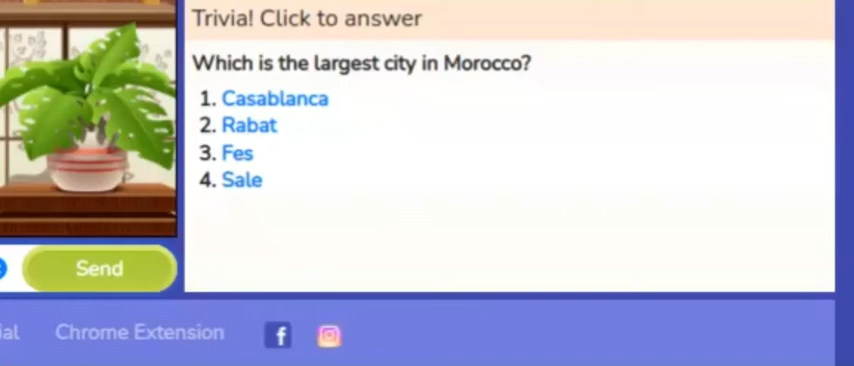 Trivia! Click to answer
Which is the largest city in Morocco?
1. Casablanca
2. Rabat
3. Fes
4. Sale
Send
Chrome Extension